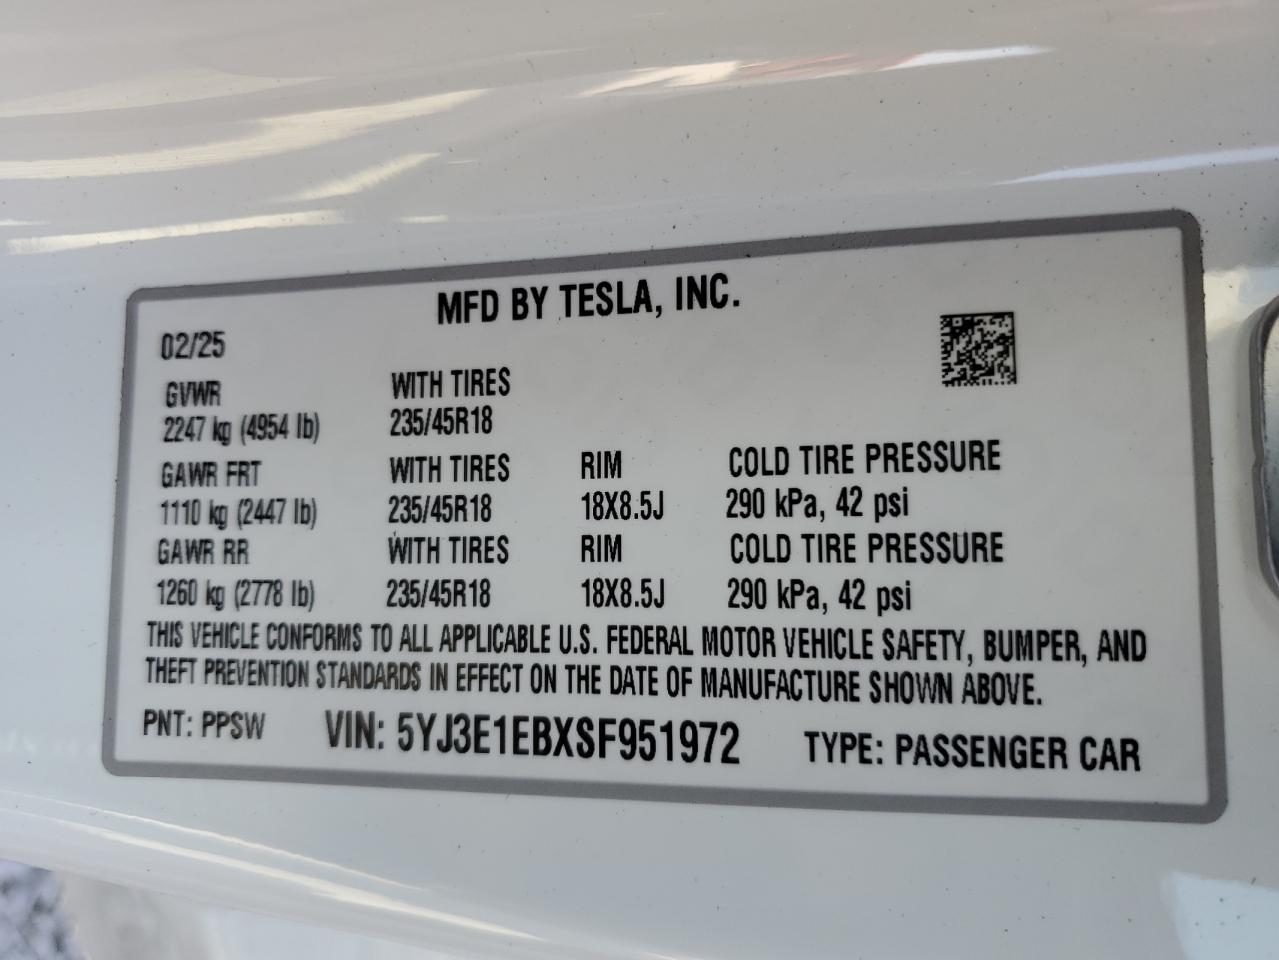 MFD BY TESLA, INC.
02/25
GVWR WITH TIRES
2247 kg (4954 lb) 235/45R18
GAWR FRT WITH TIRES RIM COLD TIRE PRESSURE
1110 kg (2447 lb) 235/45R18 18X8.5J 290 kPa, 42 psi
GAWR RR WITH TIRES RIM COLD TIRE PRESSURE
1260 kg (2778 lb) 235/45R18 18X8.5J 290 kPa, 42 psi
THIS VEHICLE CONFORMS TO ALL APPLICABLE U.S. FEDERAL MOTOR VEHICLE SAFETY, BUMPER, AND
THEFT PREVENTION STANDARDS IN EFFECT ON THE DATE OF MANUFACTURE SHOWN ABOVE.
PNT: PPSW VIN: 5YJ3E1EBXSF951972 TYPE: PASSENGER CAR